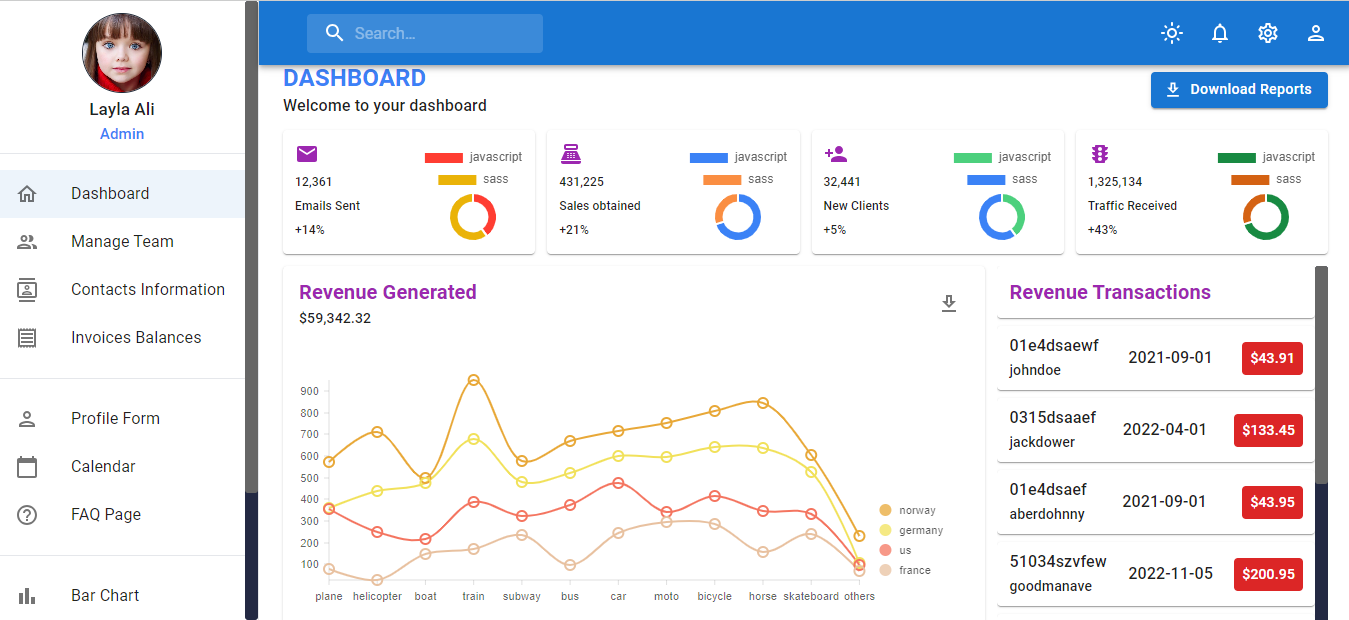 Layla Ali
Admin
Dashboard
Manage Team
Contacts Information
Invoices Balances
Profile Form
Calendar
FAQ Page
Bar Chart
Search...
DASHBOARD
Welcome to your dashboard
Download Reports
javascript
sass
12,361
Emails Sent
+14%
javascript
sass
431,225
Sales obtained
+21%
javascript
sass
32,441
New Clients
+5%
javascript
sass
1,325,134
Traffic Received
+43%
Revenue Generated
$59,342.32
900
800
700
600
500
400
300
200
100
plane helicopter boat train subway bus car moto bicycle horse skateboard others
norway
germany
us
france
Revenue Transactions
01e4dsaewf
johndoe
2021-09-01
$43.91
0315dsaaef
jackdower
2022-04-01
$133.45
01e4dsaef
aberdohnny
2021-09-01
$43.95
51034szvfew
goodmanave
2022-11-05
$200.95